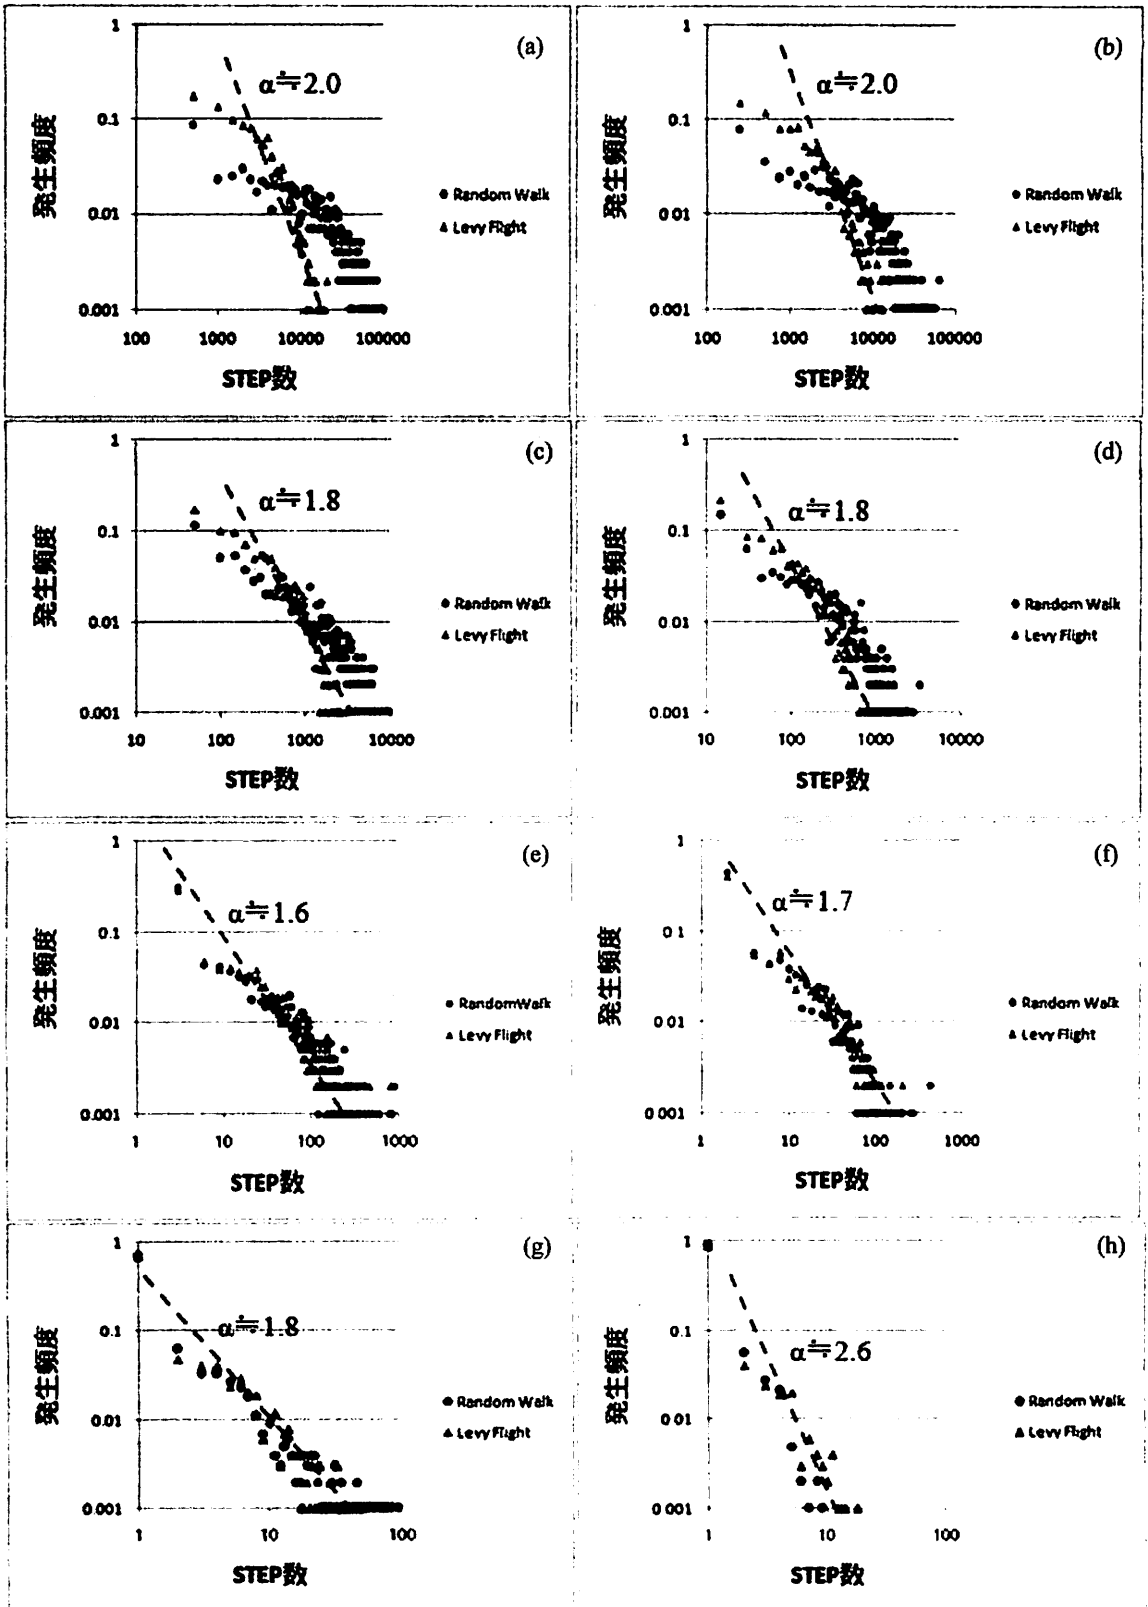 (a)
1
0.1
0.01
0.001
発生頻度
α≒2.0
Random Walk
Levy Flight
100 1000 10000 100000
STEP数
(b)
1
0.1
0.01
0.001
発生頻度
α≒2.0
Random Walk
Levy Flight
100 1000 10000 100000
STEP数
(c)
1
0.1
0.01
0.001
発生頻度
α≒1.8
Random Walk
Levy Flight
10 100 1000 10000
STEP数
(d)
1
0.1
0.01
0.001
発生頻度
α≒1.8
Random Walk
Levy Flight
10 100 1000 10000
STEP数
(e)
1
0.1
0.01
0.001
発生頻度
α≒1.6
RandomWalk
Levy Flight
1 10 100 1000
STEP数
(f)
1
0.1
0.01
0.001
発生頻度
α≒1.7
Random Walk
Levy Flight
1 10 100 1000
STEP数
(g)
1
0.1
0.01
0.001
発生頻度
α≒1.8
Random Walk
Levy Flight
1 10 100
STEP数
(h)
1
0.1
0.01
0.001
発生頻度
α≒2.6
Random Walk
Levy Flight
1 10 100
STEP数